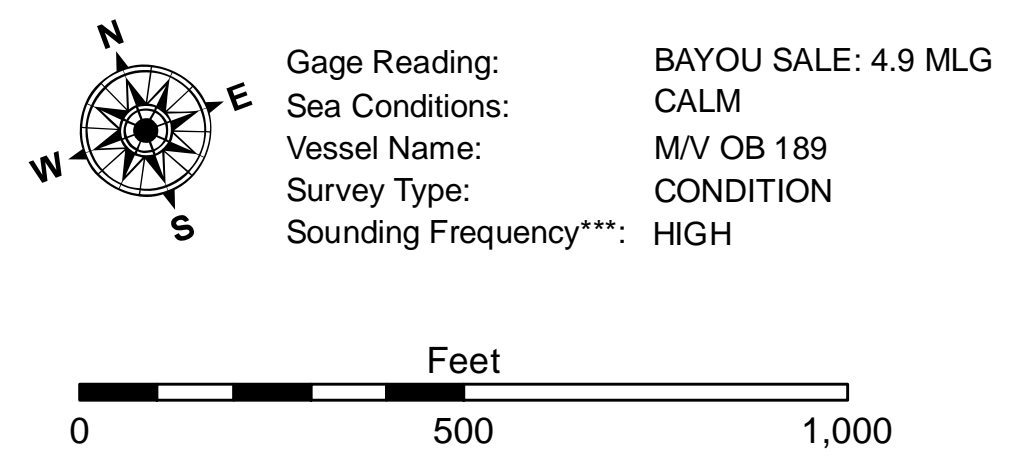 N
E
W
S
Gage Reading: BAYOU SALE: 4.9 MLG
Sea Conditions: CALM
Vessel Name: M/V OB 189
Survey Type: CONDITION
Sounding Frequency***: HIGH
Feet
0 500 1,000